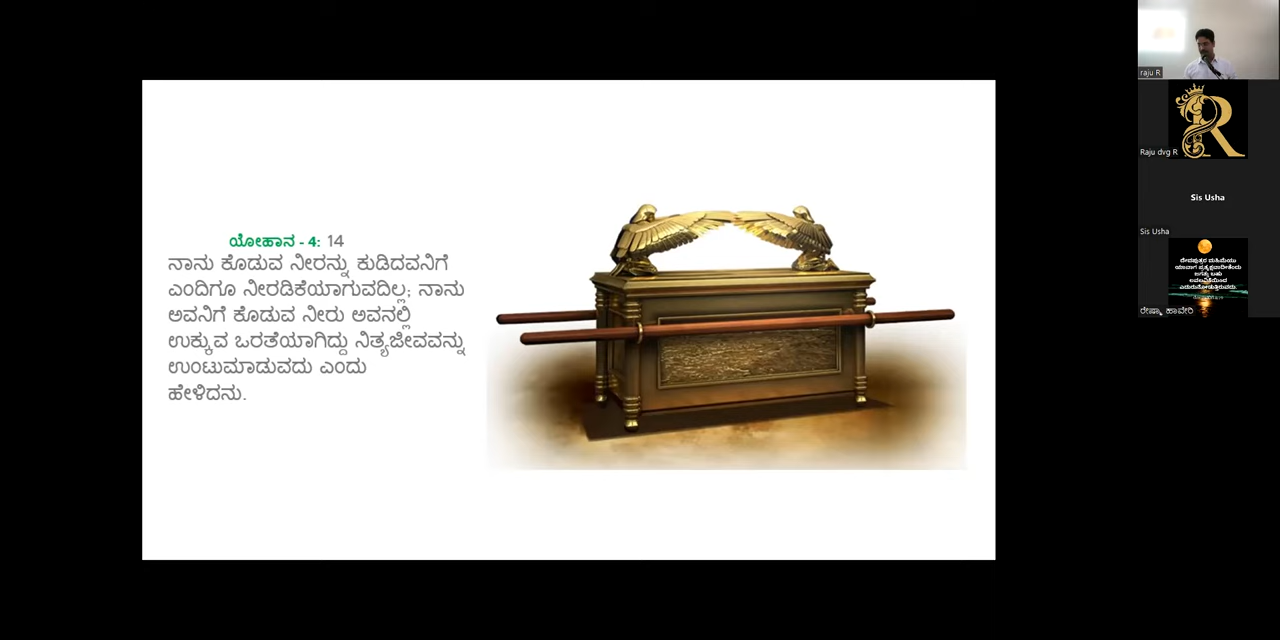 ಯೋಹಾನ - 4: 14
ನಾನು ಕೊಡುವ ನೀರನ್ನು ಕುಡಿದವನಿಗೆ
ಎಂದಿಗೂ ನೀರಡಿಕೆಯಾಗುವದಿಲ್ಲ; ನಾನು
ಅವನಿಗೆ ಕೊಡುವ ನೀರು ಅವನಲ್ಲಿ
ಉಕ್ಕುವ ಒರತೆಯಾಗಿದ್ದು ನಿತ್ಯಜೀವವನ್ನು
ಉಂಟುಮಾಡುವದು ಎಂದು
ಹೇಳಿದನು.
raju R
R
Raju dvg R
Sis Usha
Sis Usha
ರೇಷ್ಮಾ ಹಾವೇರಿ